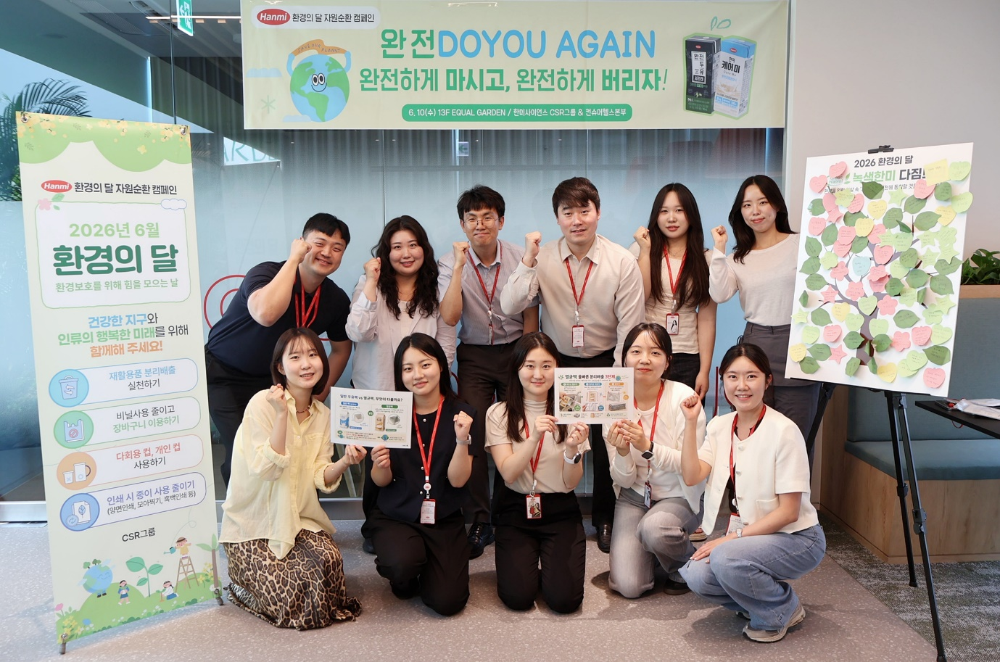 Hanmi 환경의 달 자원순환 캠페인
완전DOYOU AGAIN
완전하게 마시고, 완전하게 버리자!
6. 10(수) 13F EQUAL GARDEN / 한미사이언스 CSR그룹 & 컨슈머헬스본부
완전
두유
케어미
Hanmi 환경의 달 자원순환 캠페인
2026년 6월
환경의 달
환경보호를 위해 힘을 모으는 날
건강한 지구와
인류의 행복한 미래를 위해
함께해 주세요!
재활용품 분리배출
실천하기
비닐사용 줄이고
장바구니 이용하기
다회용 컵, 개인 컵
사용하기
인쇄 시 종이 사용 줄이기
(양면인쇄, 모아찍기, 흑백인쇄 등)
CSR그룹
2026 환경의 달
녹색한미 다짐
일반 우유팩 vs 멸균팩, 무엇이 다를까요?
멸균팩 올바른 분리배출 3단계